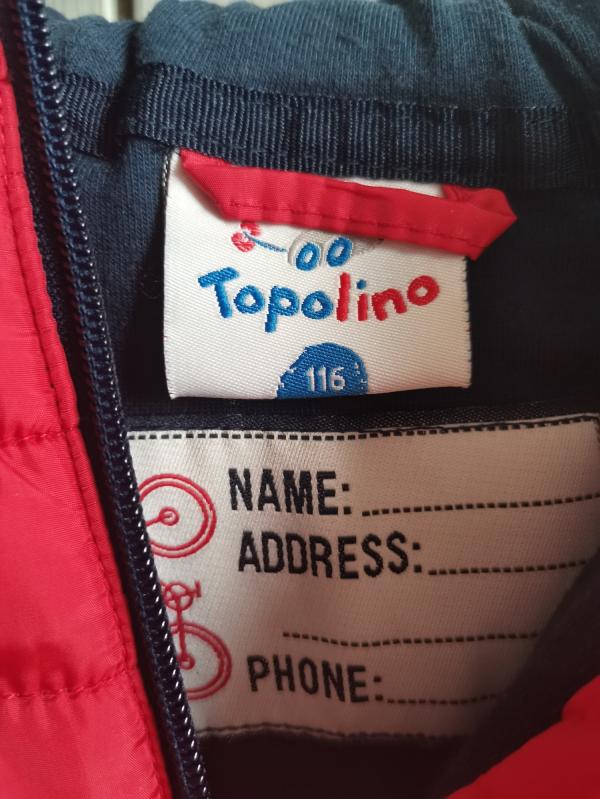 Topolino
116
NAME:
ADDRESS:
PHONE: